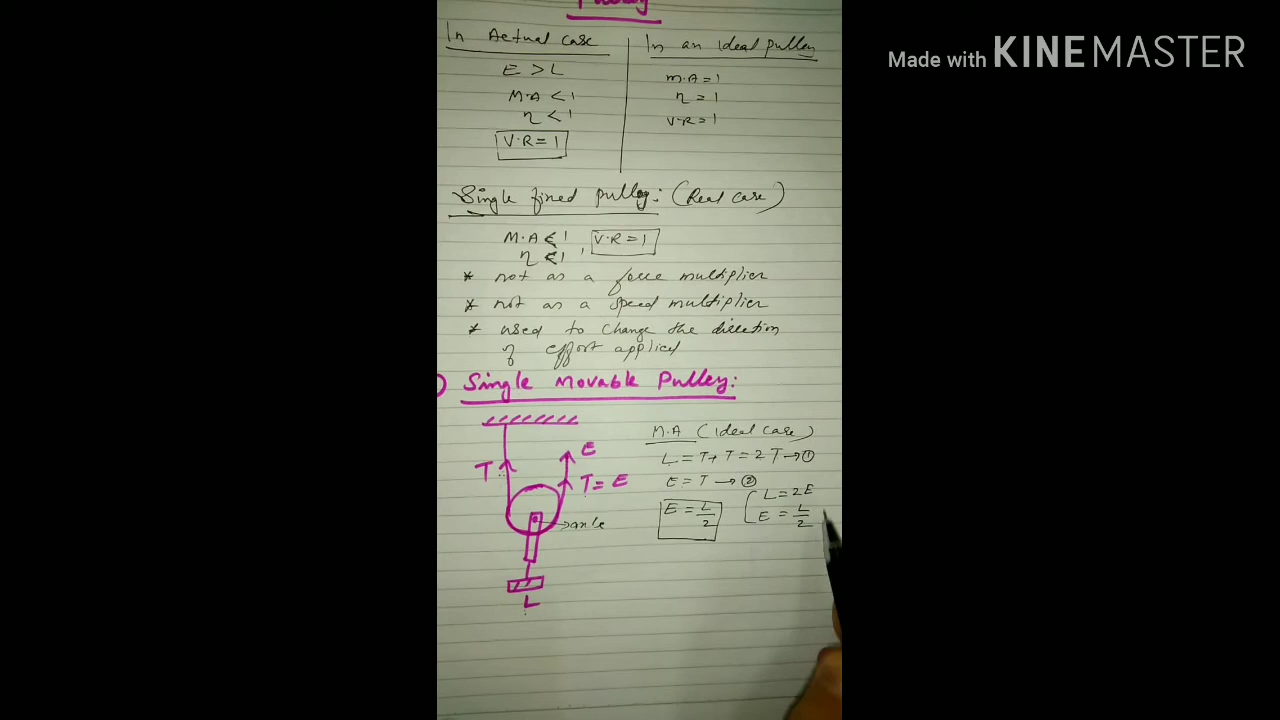 Pulley
In Actual case
E > L
M.A < 1
η < 1
V.R = 1
In an ideal pulley
M.A = 1
η = 1
V.R = 1
Single fixed pulley: (Real case)
M.A < 1, V.R = 1
η < 1
* not as a force multiplier
* not as a speed multiplier
* used to change the direction
of effort applied
Single Movable Pulley:
T
E
T = E
axle
L
M.A (Ideal case)
L = T + T = 2T → ①
E = T → ②
E = L/2
L = 2E
E = L/2
Made with KINEMASTER